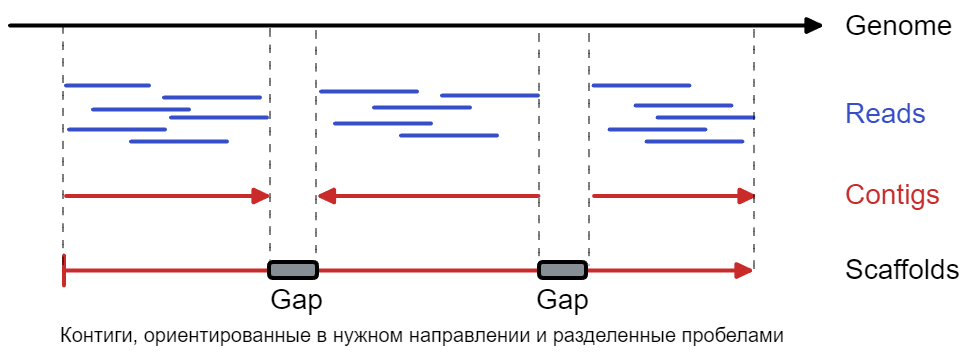 Genome
Reads
Contigs
Scaffolds
Gap Gap
Контиги, ориентированные в нужном направлении и разделенные пробелами